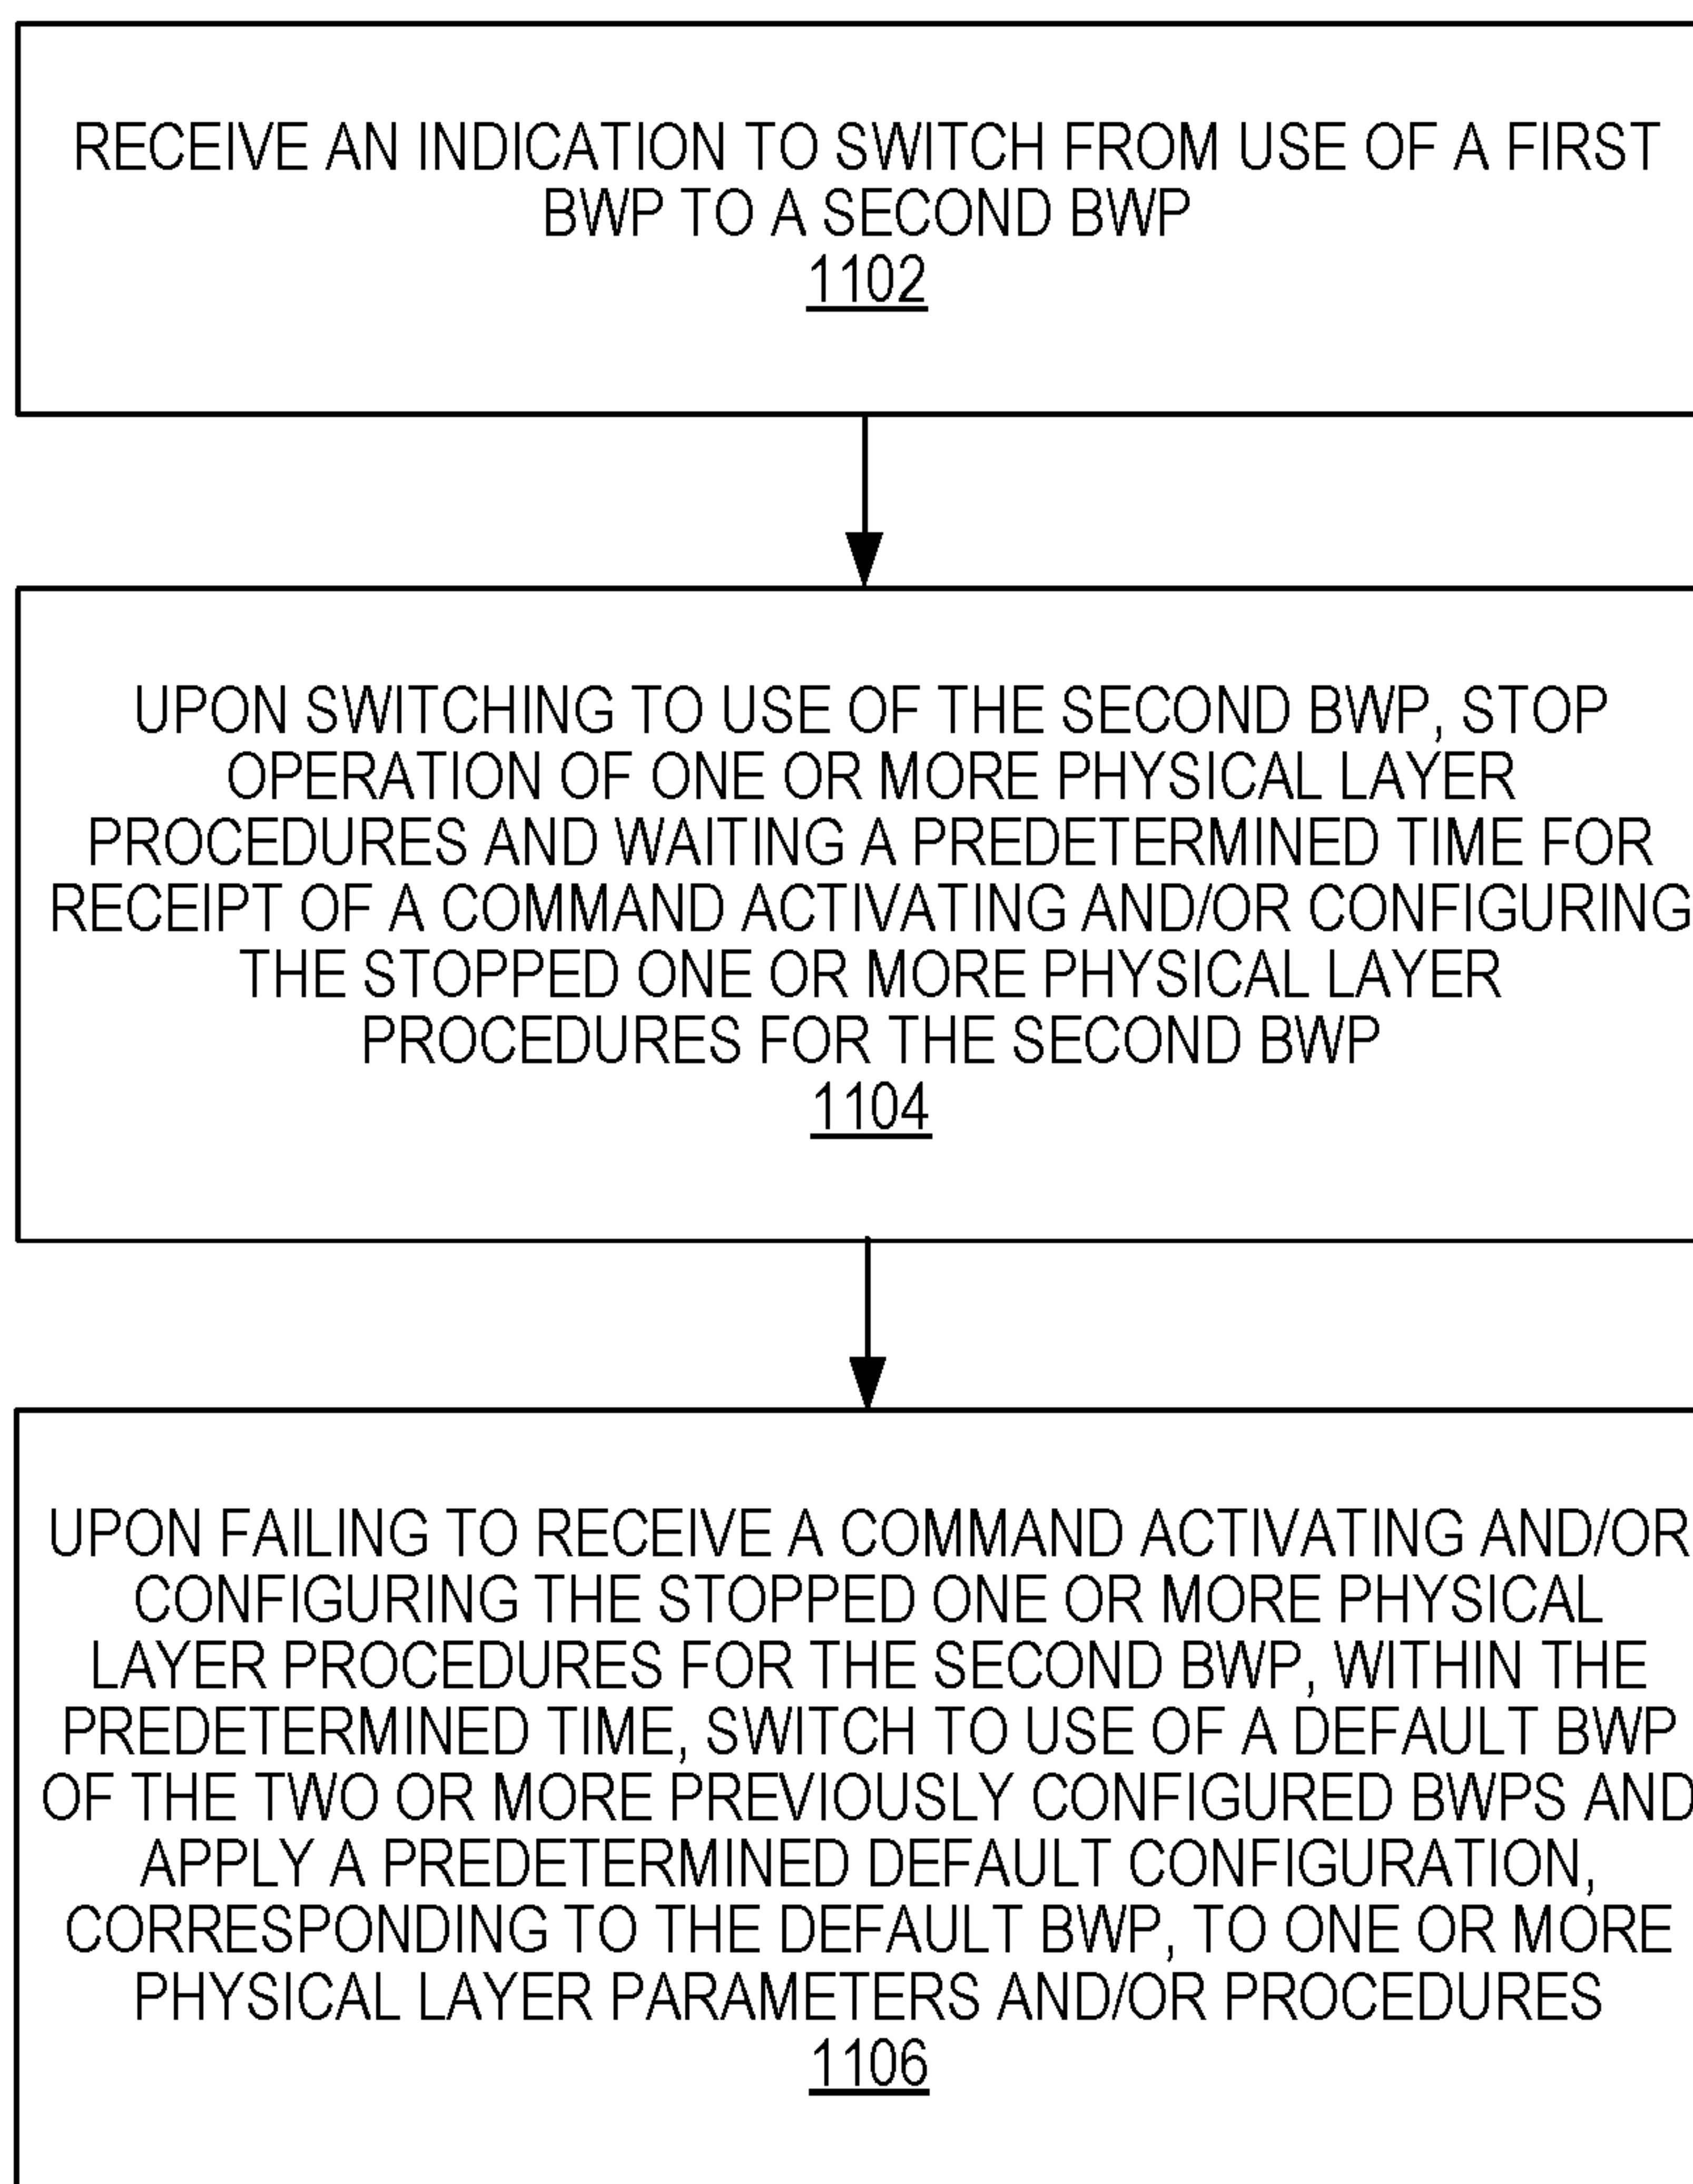 RECEIVE AN INDICATION TO SWITCH FROM USE OF A FIRST
BWP TO A SECOND BWP
1102
UPON SWITCHING TO USE OF THE SECOND BWP, STOP
OPERATION OF ONE OR MORE PHYSICAL LAYER
PROCEDURES AND WAITING A PREDETERMINED TIME FOR
RECEIPT OF A COMMAND ACTIVATING AND/OR CONFIGURING
THE STOPPED ONE OR MORE PHYSICAL LAYER
PROCEDURES FOR THE SECOND BWP
1104
UPON FAILING TO RECEIVE A COMMAND ACTIVATING AND/OR
CONFIGURING THE STOPPED ONE OR MORE PHYSICAL
LAYER PROCEDURES FOR THE SECOND BWP, WITHIN THE
PREDETERMINED TIME, SWITCH TO USE OF A DEFAULT BWP
OF THE TWO OR MORE PREVIOUSLY CONFIGURED BWPS AND
APPLY A PREDETERMINED DEFAULT CONFIGURATION,
CORRESPONDING TO THE DEFAULT BWP, TO ONE OR MORE
PHYSICAL LAYER PARAMETERS AND/OR PROCEDURES
1106